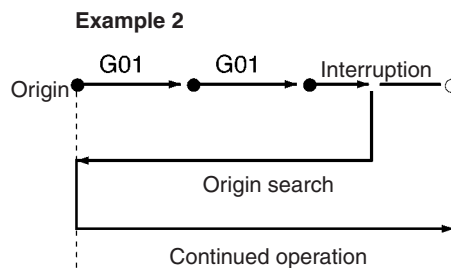 Example 2
G01 G01 Interruption
Origin
Origin search
Continued operation